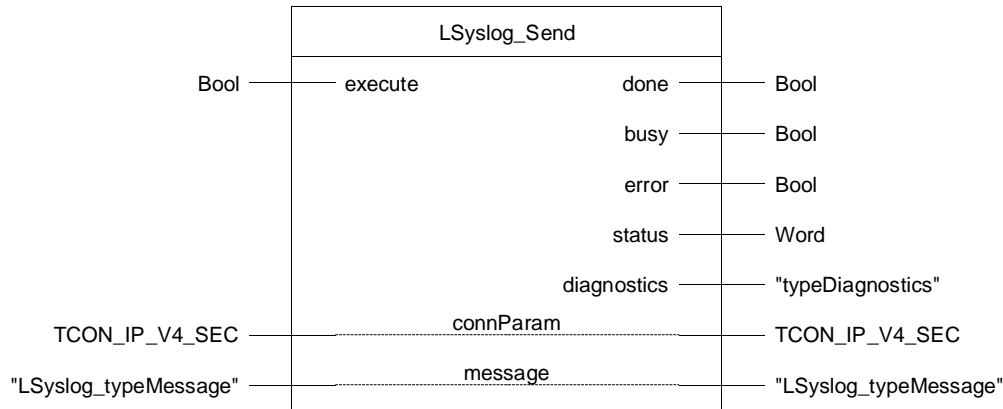 LSyslog_Send
Bool execute done Bool
busy Bool
error Bool
status Word
diagnostics "typeDiagnostics"
TCON_IP_V4_SEC connParam TCON_IP_V4_SEC
"LSyslog_typeMessage" message "LSyslog_typeMessage"